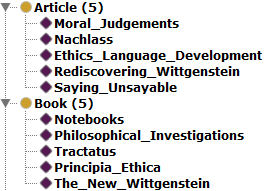 Article (5)
Moral_Judgements
Nachlass
Ethics_Language_Development
Rediscovering_Wittgenstein
Saying_Unsayable
Book (5)
Notebooks
Philosophical_Investigations
Tractatus
Principia_Ethica
The_New_Wittgenstein